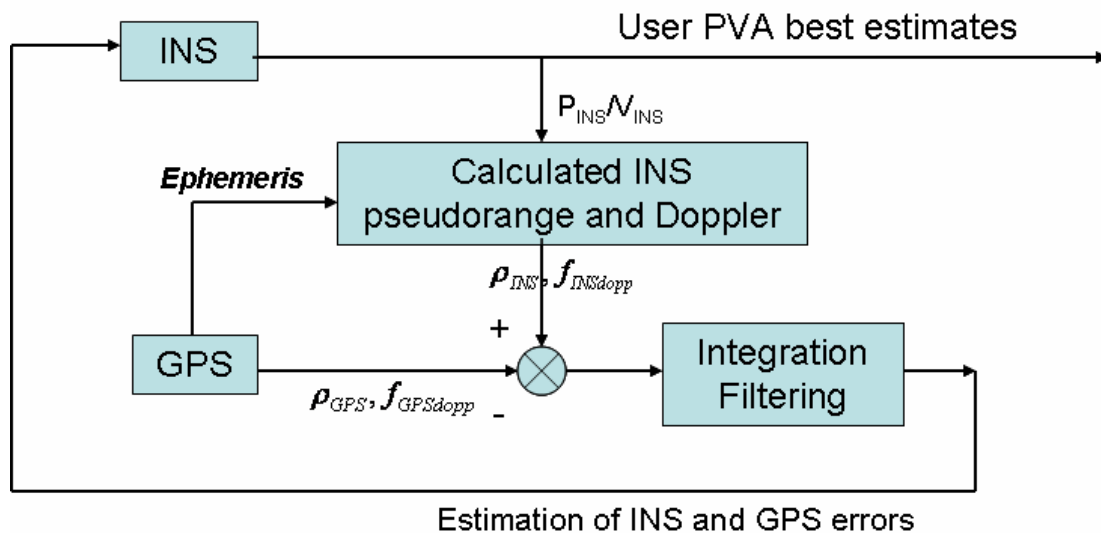 User PVA best estimates
INS
P_INS/V_INS
Ephemeris
Calculated INS
pseudorange and Doppler
ρ_INS, f_INSdopp
+
GPS
Integration
Filtering
ρ_GPS, f_GPSdopp
-
Estimation of INS and GPS errors